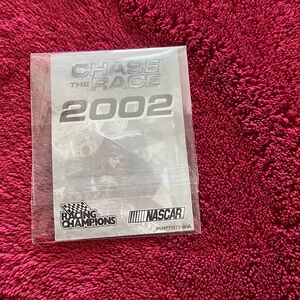 CHASE
THE RACE
2002
RACING
CHAMPIONS
NASCAR